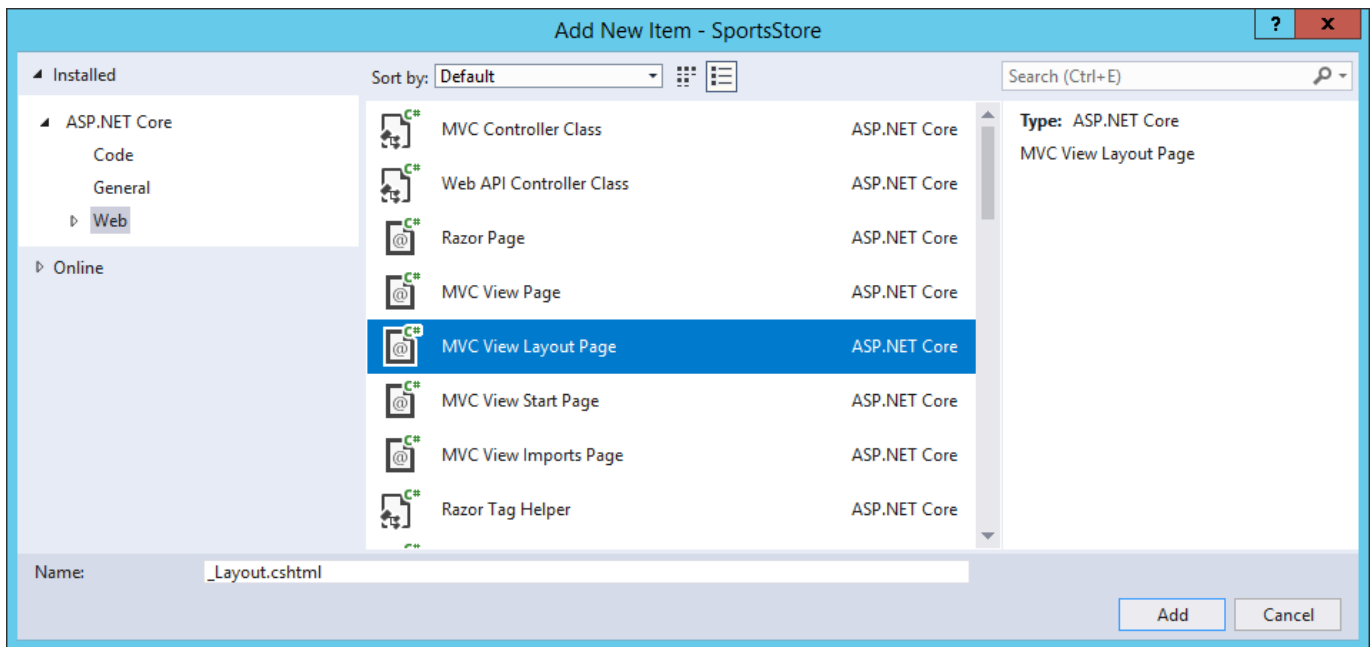 Add New Item - SportsStore
? x
Installed
Sort by: Default
Search (Ctrl+E)
ASP.NET Core
Code
General
Web
Online
C# MVC Controller Class ASP.NET Core
C# Web API Controller Class ASP.NET Core
C# @ Razor Page ASP.NET Core
C# @ MVC View Page ASP.NET Core
C# @ MVC View Layout Page ASP.NET Core
C# @ MVC View Start Page ASP.NET Core
C# @ MVC View Imports Page ASP.NET Core
C# Razor Tag Helper ASP.NET Core
Type: ASP.NET Core
MVC View Layout Page
Name: _Layout.cshtml
Add Cancel